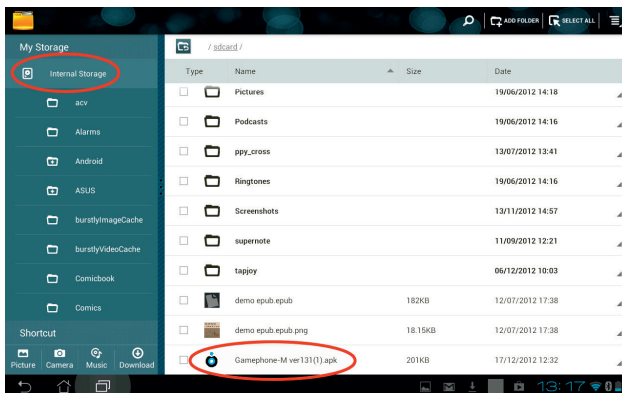 ADD FOLDER SELECT ALL
My Storage
/ sdcard /
Internal Storage
Type Name Size Date
acv
Pictures 19/06/2012 14:18
Alarms
Podcasts 19/06/2012 14:16
Android
ppy_cross 13/07/2012 13:41
ASUS
Ringtones 19/06/2012 14:16
burstlyImageCache
Screenshots 13/11/2012 14:57
burstlyVideoCache
supernote 11/09/2012 12:21
Comicbook
tapjoy 06/12/2012 10:03
Comics
demo epub.epub 182KB 12/07/2012 17:38
Shortcut
demo epub.epub.png 18.15KB 12/07/2012 17:38
Picture Camera Music Download
Gamephone-M ver131(1).apk 201KB 17/12/2012 12:32
13:17